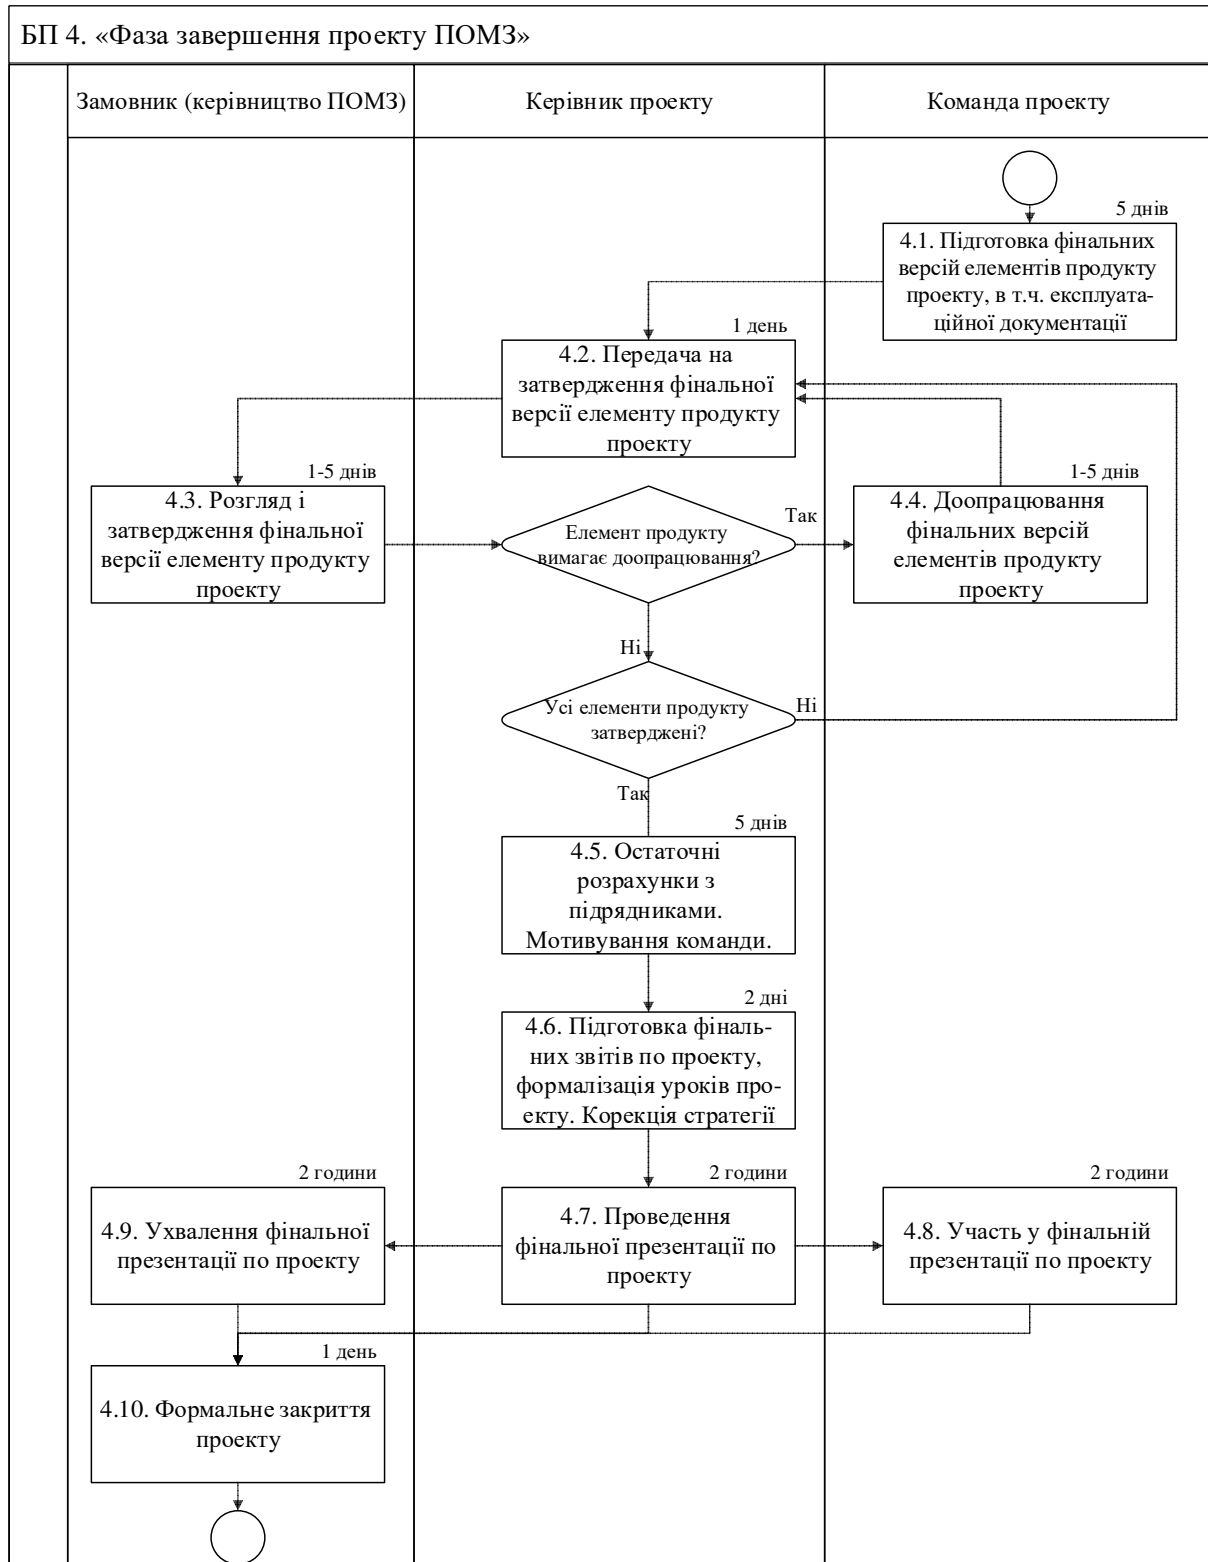 БП 4. «Фаза завершення проекту ПОМЗ»
Замовник (керівництво ПОМЗ)
Керівник проекту
Команда проекту
5 днів
4.1. Підготовка фінальних
версій елементів продукту
проекту, в т.ч. експлуата-
ційної документації
1 день
4.2. Передача на
затвердження фінальної
версії елементу продукту
проекту
1-5 днів
4.3. Розгляд і
затвердження фінальної
версії елементу продукту
проекту
Елемент продукту
вимагає доопрацювання?
Так
1-5 днів
4.4. Доопрацювання
фінальних версій
елементів продукту
проекту
Ні
Усі елементи продукту
затверджені?
Ні
Так
5 днів
4.5. Остаточні
розрахунки з
підрядниками.
Мотивування команди.
2 дні
4.6. Підготовка фіналь-
них звітів по проекту,
формалізація уроків про-
екту. Корекція стратегії
2 години
4.9. Ухвалення фінальної
презентації по проекту
2 години
4.7. Проведення
фінальної презентації по
проекту
2 години
4.8. Участь у фінальній
презентації по проекту
1 день
4.10. Формальне закриття
проекту